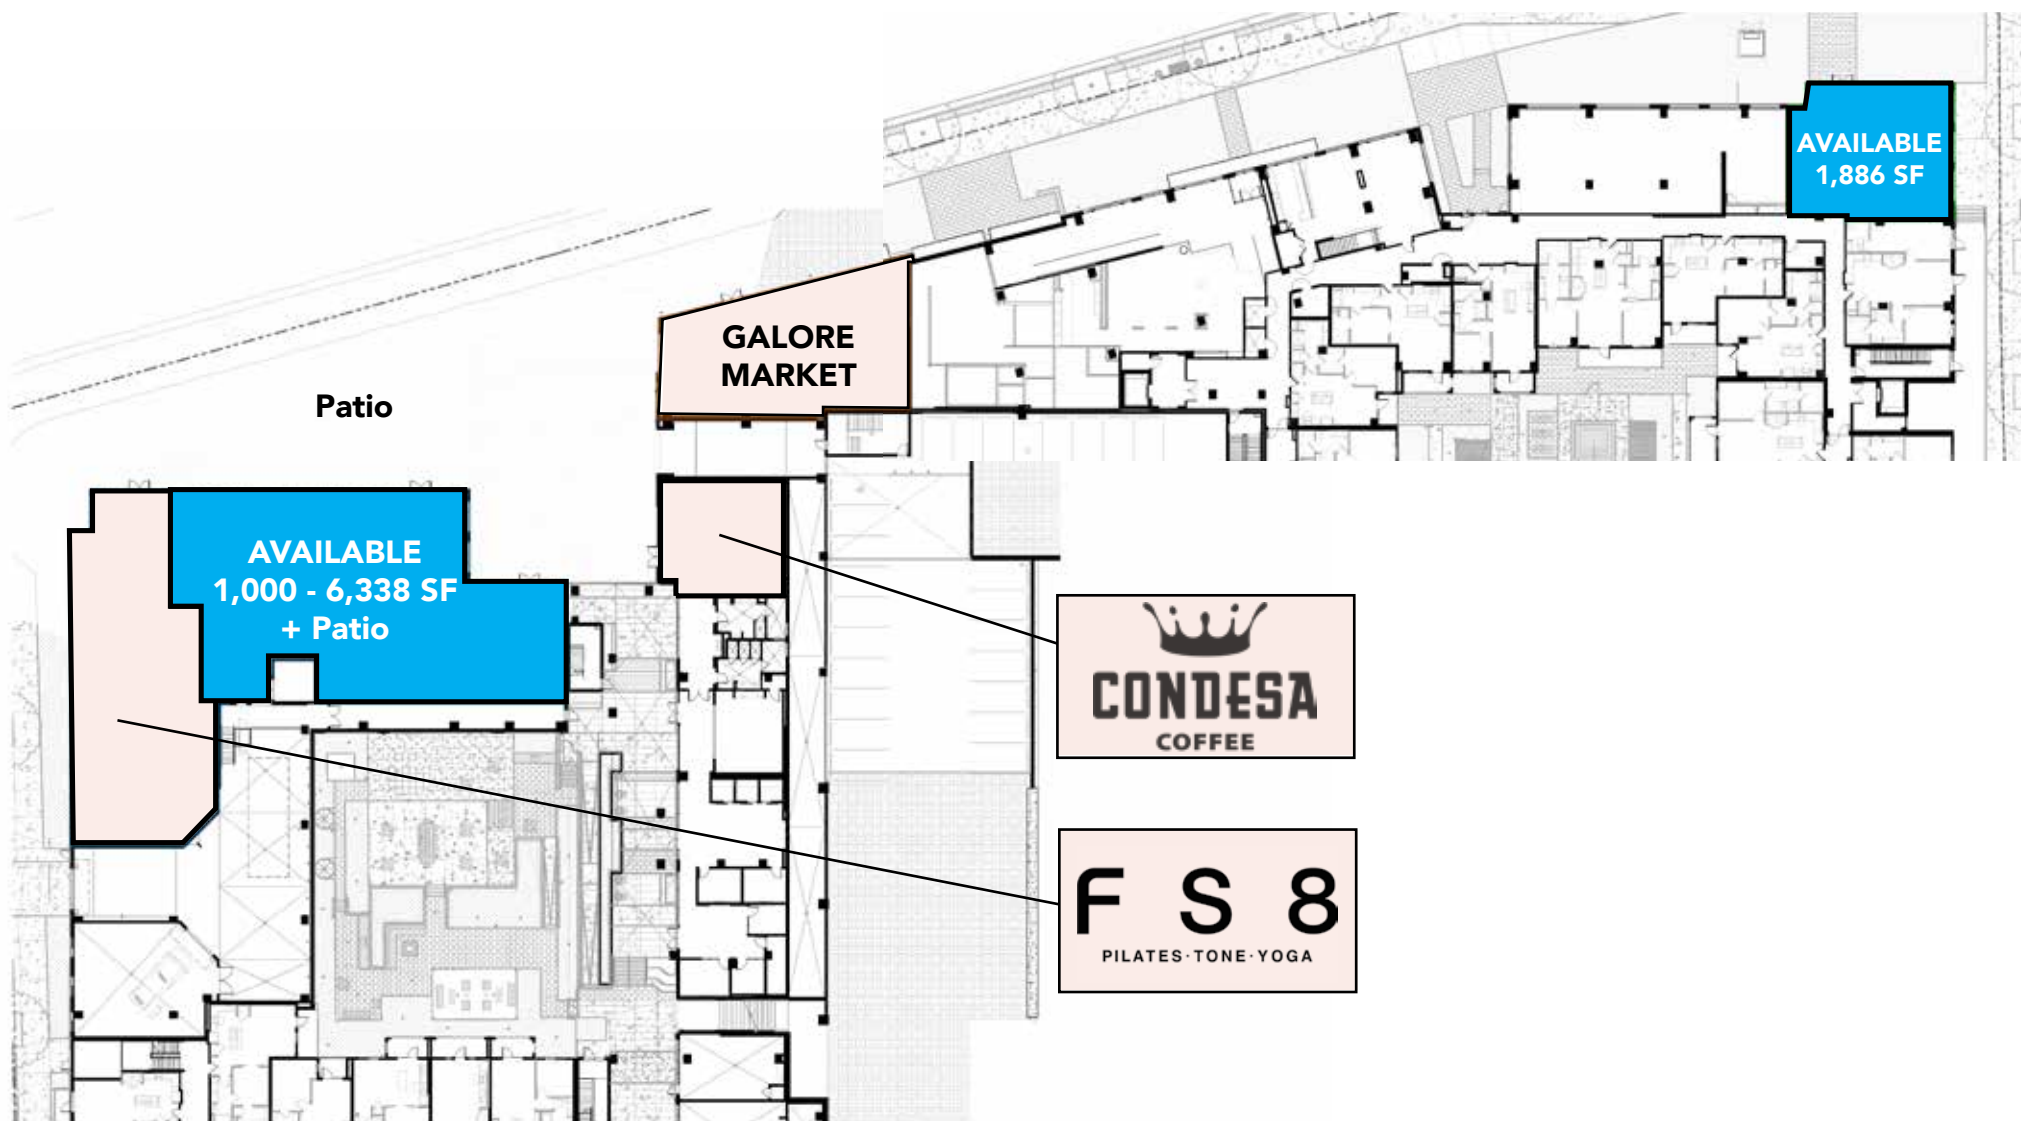 AVAILABLE
1,886 SF
GALORE
MARKET
Patio
AVAILABLE
1,000 - 6,338 SF
+ Patio
CONDESA
COFFEE
F S 8
PILATES·TONE·YOGA